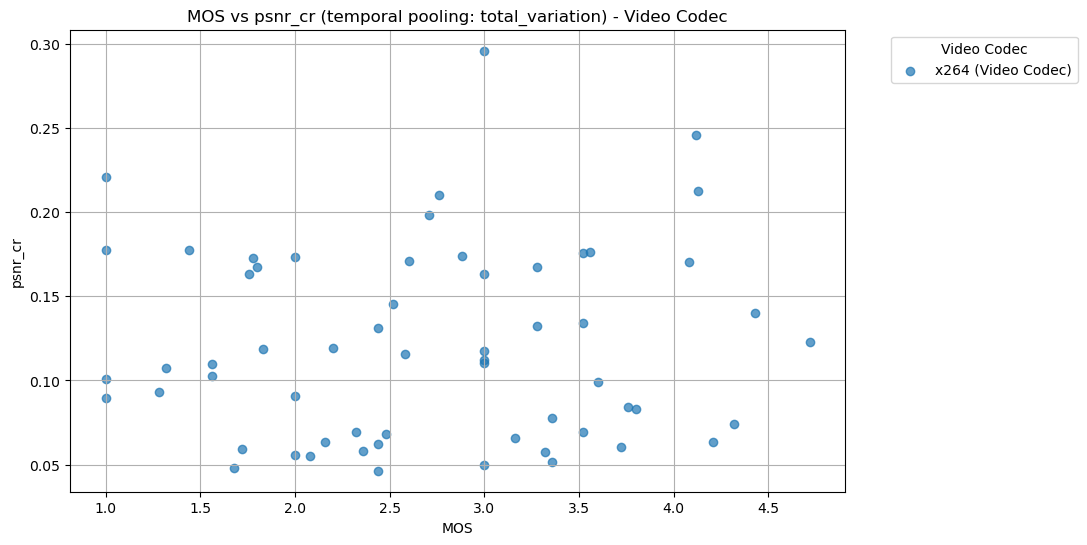 MOS vs psnr_cr (temporal pooling: total_variation) - Video Codec
Video Codec
x264 (Video Codec)
psnr_cr
0.30
0.25
0.20
0.15
0.10
0.05
1.0 1.5 2.0 2.5 3.0 3.5 4.0 4.5
MOS